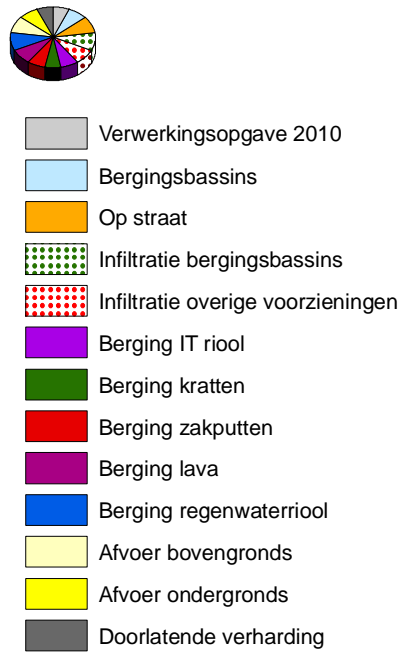 Verwerkingsopgave 2010
Bergingsbassins
Op straat
Infiltratie bergingsbassins
Infiltratie overige voorzieningen
Berging IT riool
Berging kratten
Berging zakputten
Berging lava
Berging regenwaterriool
Afvoer bovengronds
Afvoer ondergronds
Doorlatende verharding